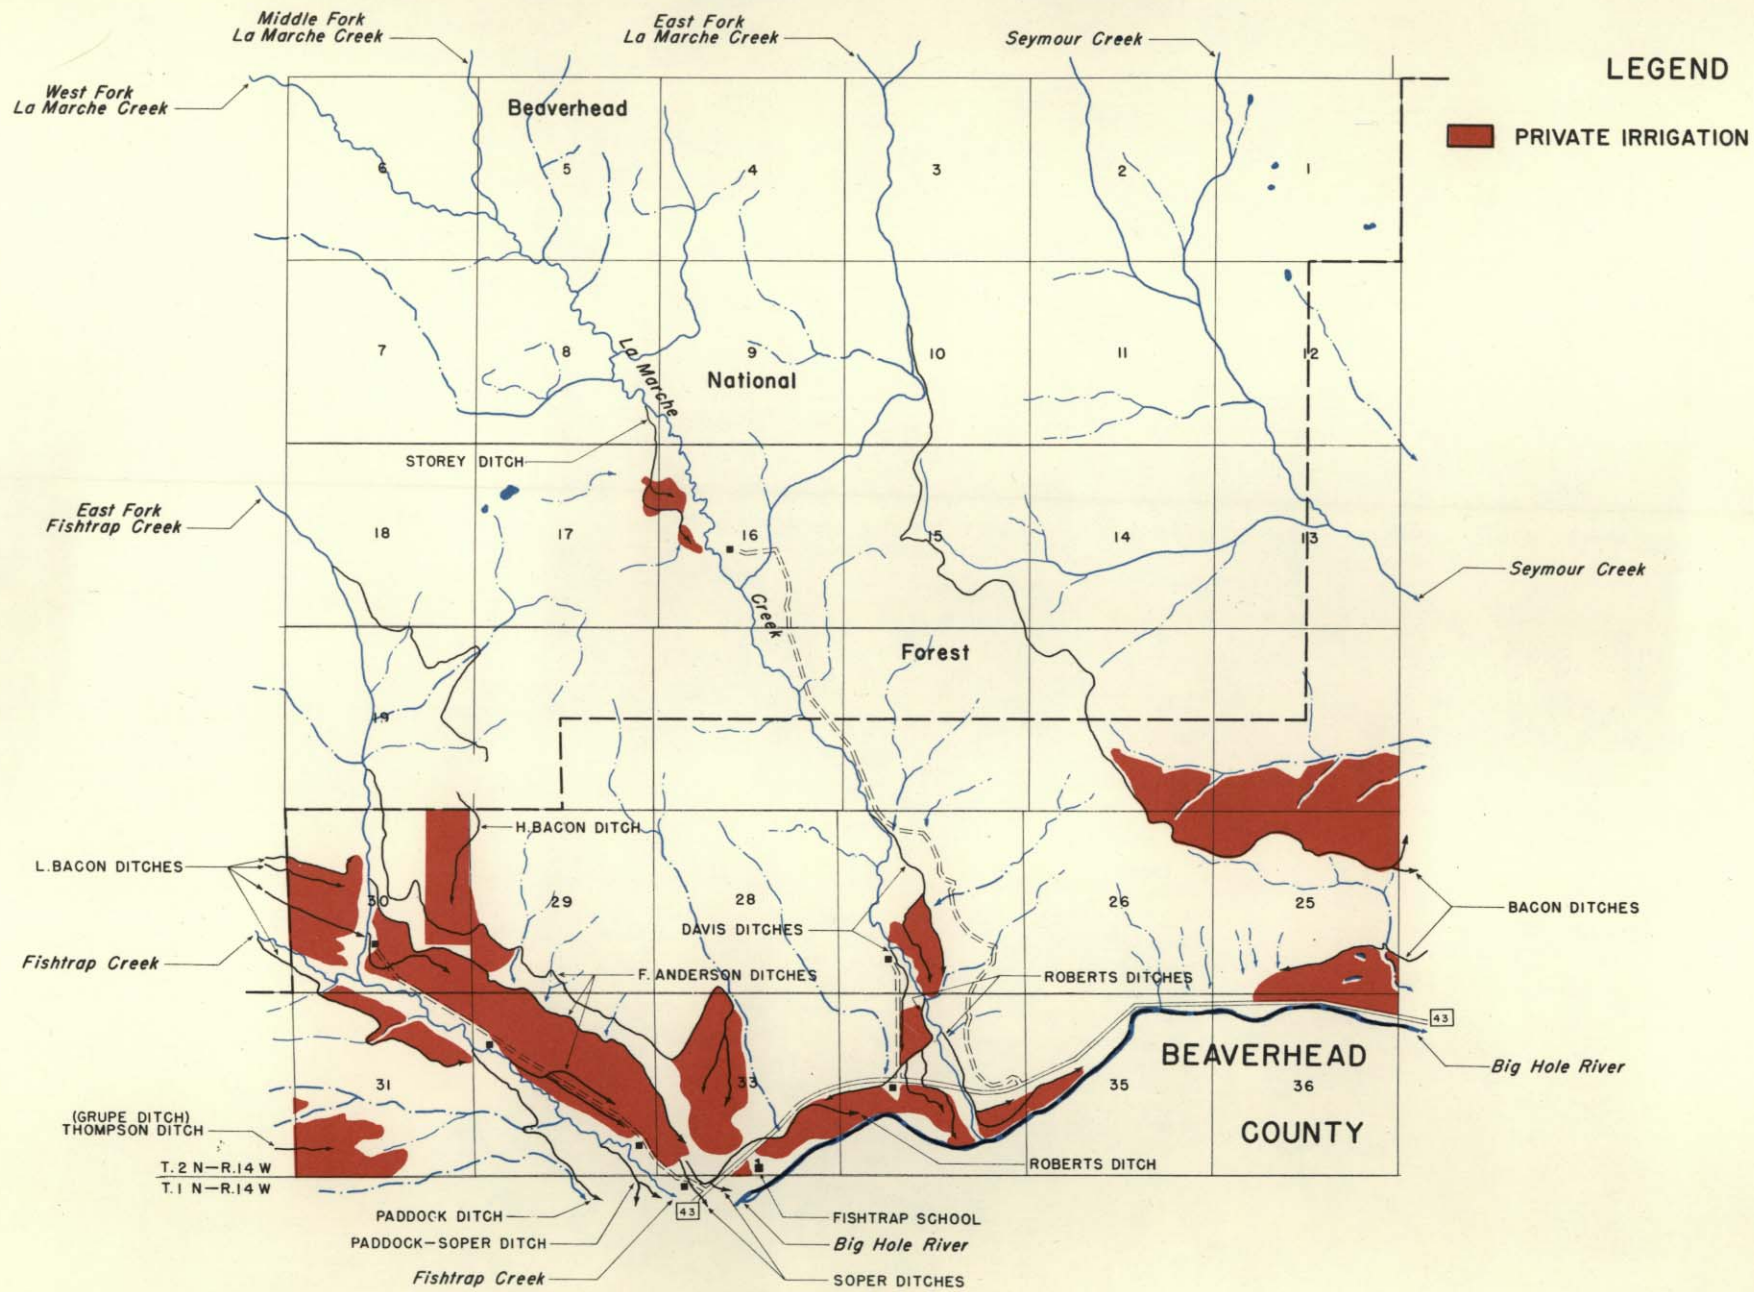 Middle Fork
La Marche Creek
East Fork
La Marche Creek
Seymour Creek
LEGEND
West Fork
La Marche Creek
Beaverhead
PRIVATE IRRIGATION
6
5
4
3
2
1
7
8
9
10
11
12
La Marche
National
STOREY DITCH
East Fork
Fishtrap Creek
18
17
16
15
14
13
Seymour Creek
Creek
Forest
19
H. BACON DITCH
L. BACON DITCHES
30
29
28
26
25
BACON DITCHES
DAVIS DITCHES
Fishtrap Creek
F. ANDERSON DITCHES
ROBERTS DITCHES
43
BEAVERHEAD
Big Hole River
31
33
35
36
(GRUPE DITCH)
THOMPSON DITCH
COUNTY
T. 2 N–R. 14 W
ROBERTS DITCH
T. 1 N–R. 14 W
PADDOCK DITCH
43
FISHTRAP SCHOOL
PADDOCK–SOPER DITCH
Big Hole River
Fishtrap Creek
SOPER DITCHES